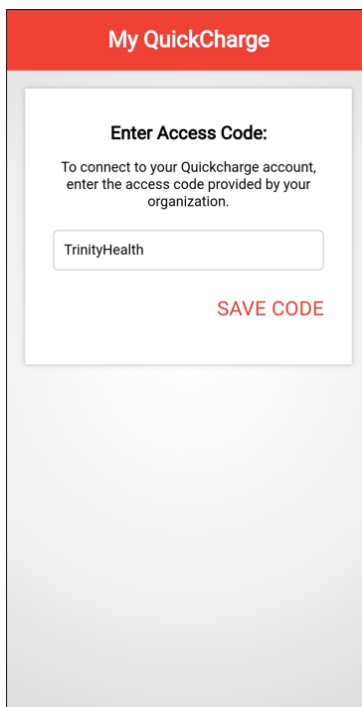 My QuickCharge
Enter Access Code:
To connect to your Quickcharge account,
enter the access code provided by your
organization.
TrinityHealth
SAVE CODE